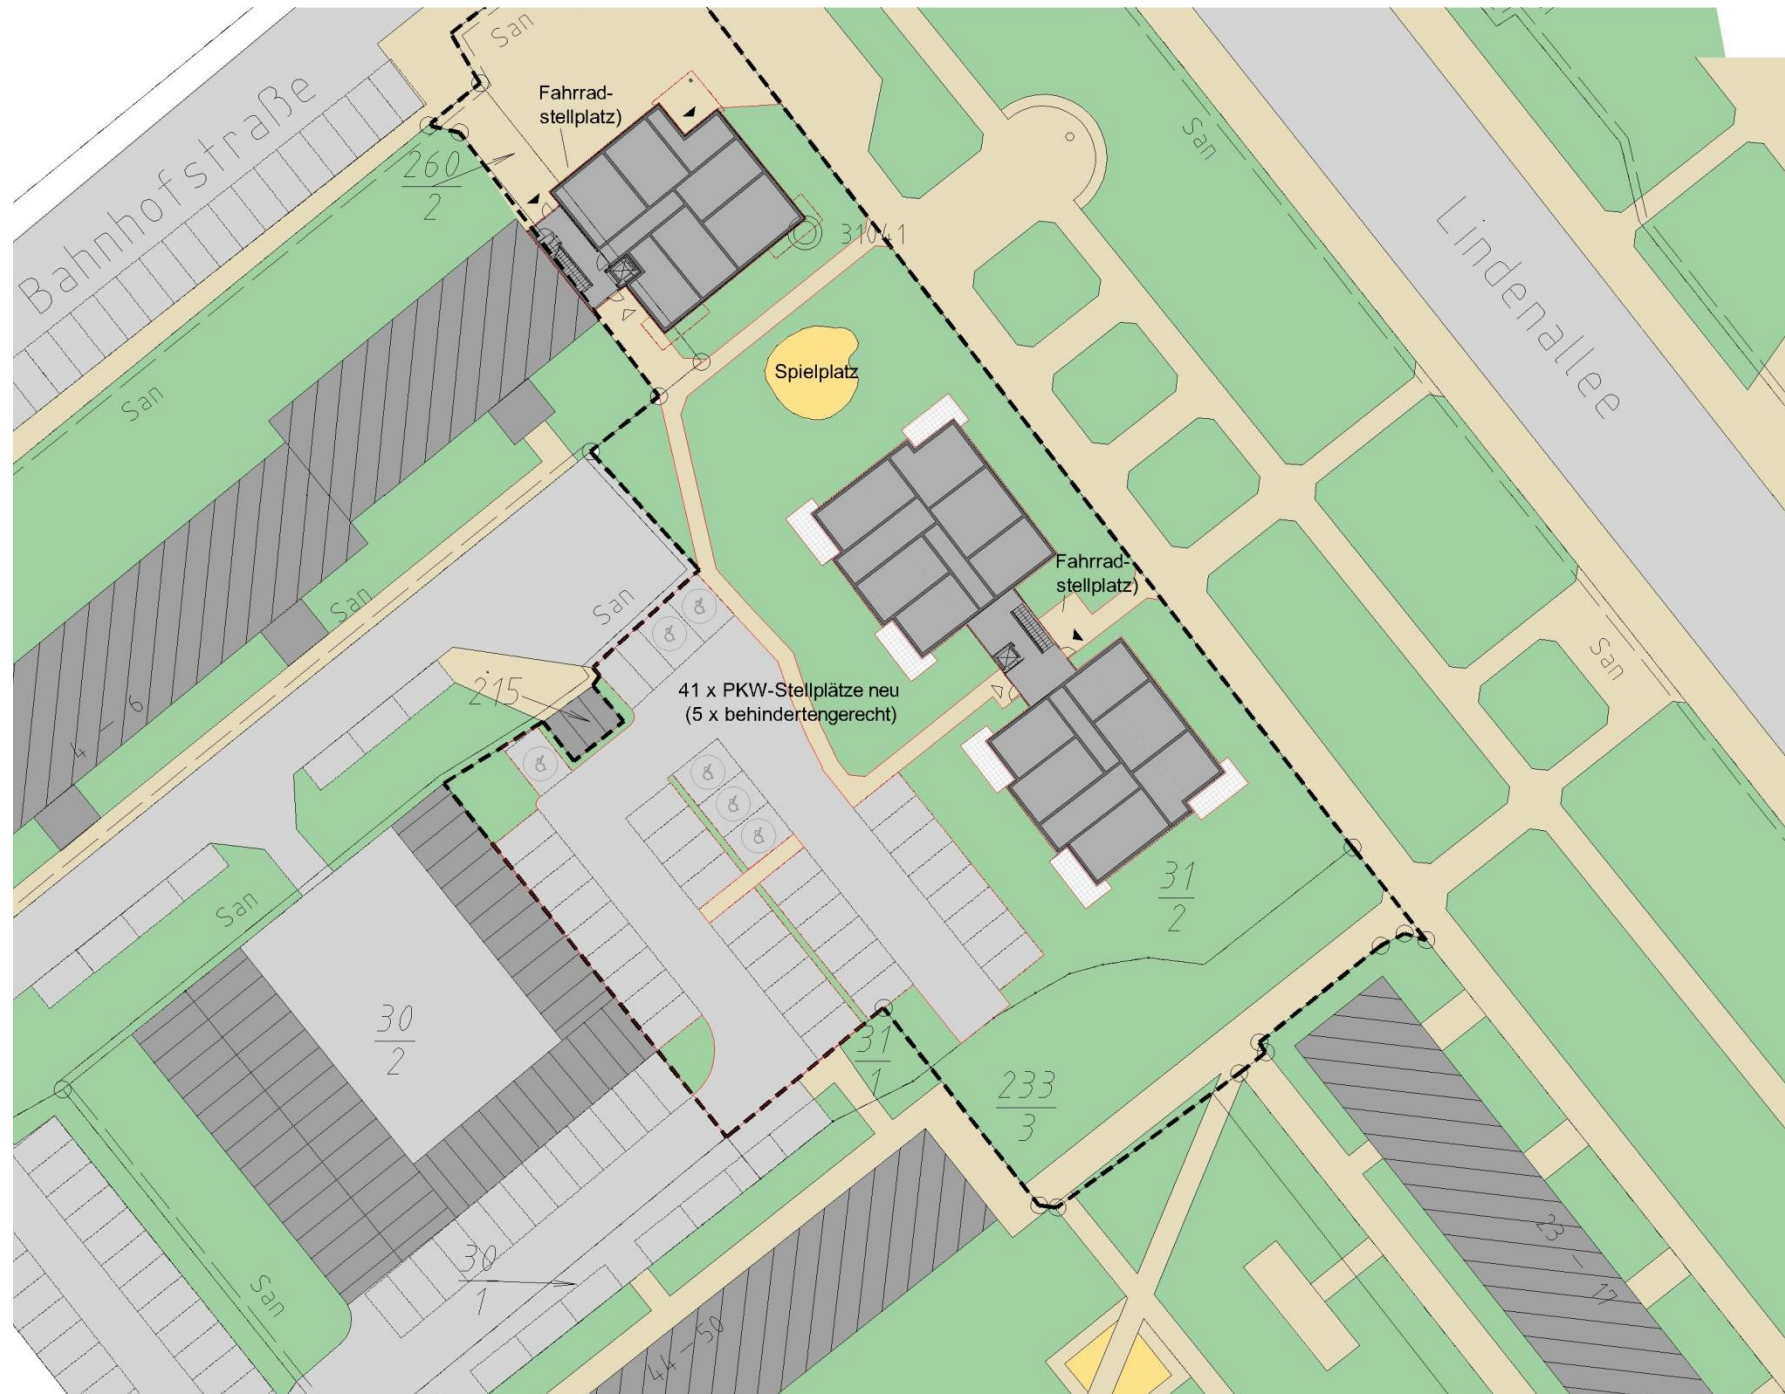 San
Bahnhofstraße
Fahrrad-
stellplatz)
260
2
31041
San
Lindenallee
Spielplatz
San
Fahrrad-
stellplatz)
San
San
San
41 x PKW-Stellplätze neu
(5 x behindertengerecht)
215
4 - 6
San
31
2
30
2
31
1
233
3
San
30
1
44-50
23 - 17